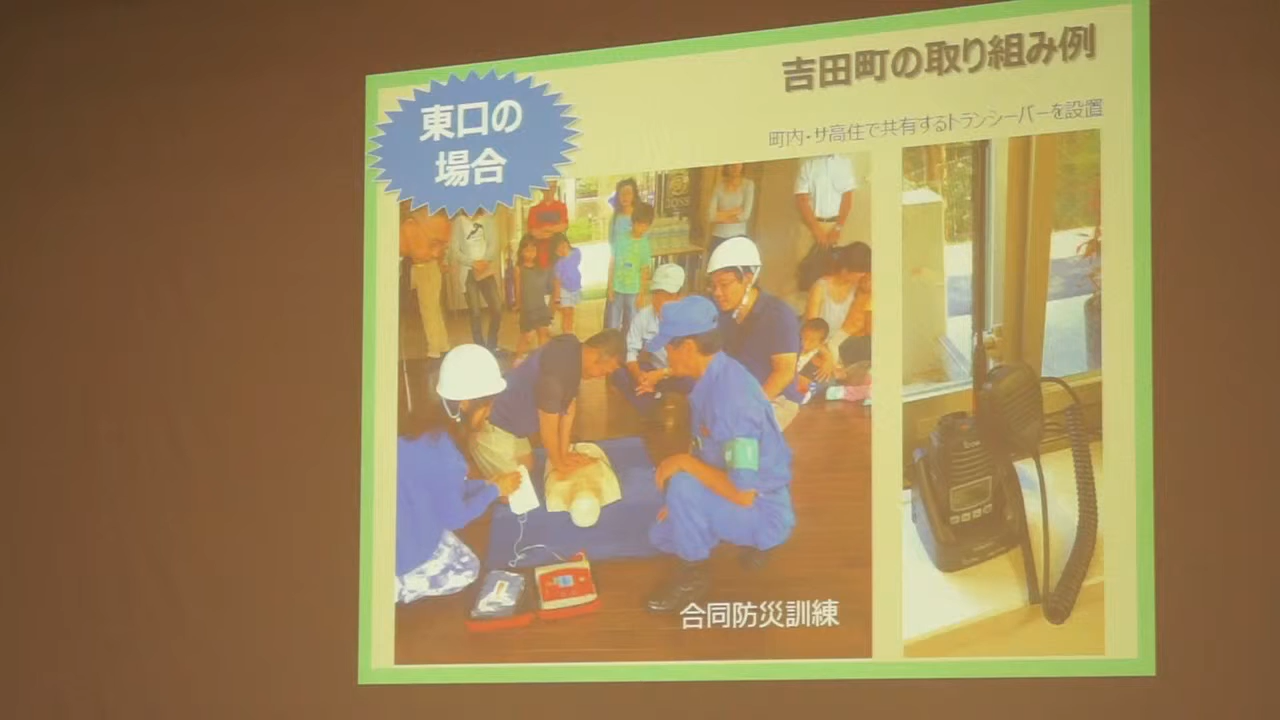 吉田町の取り組み例
東口の
場合
町内・サ高住で共有するトランシーバーを設置
合同防災訓練